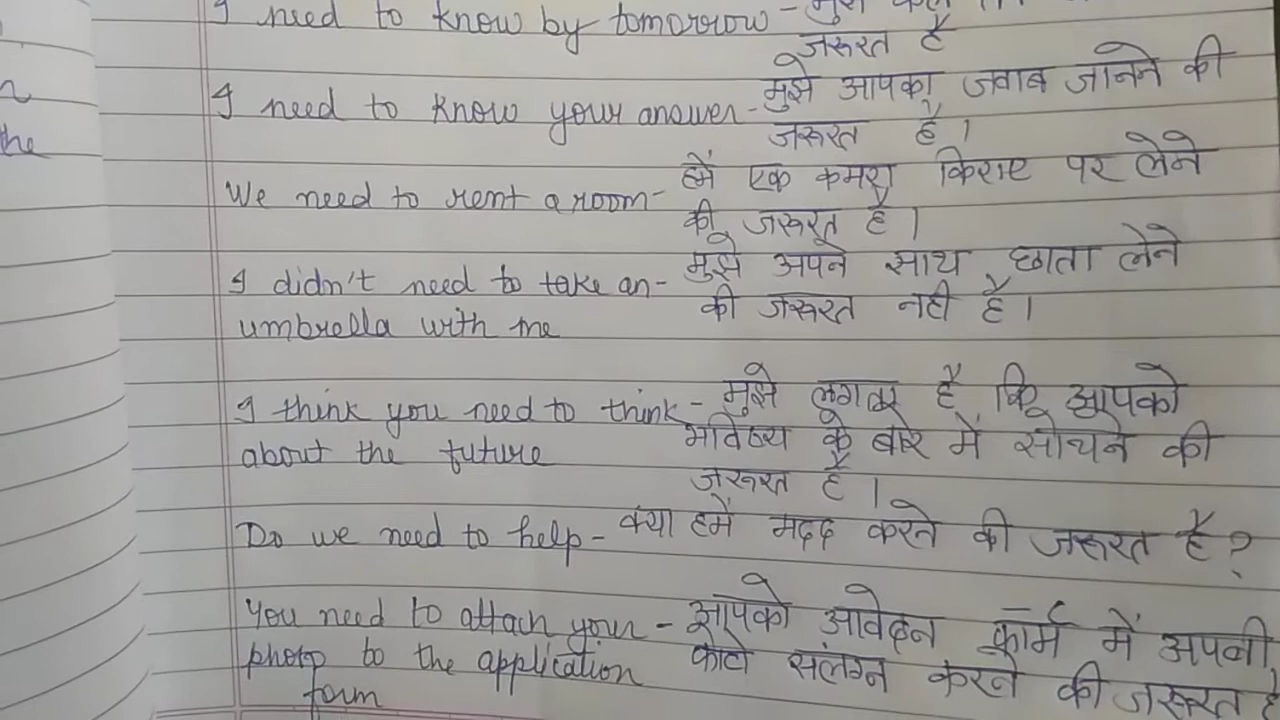 I need to know by tomorrow - मुझे कल
जरूरत है
I need to know your answer - मुझे आपका जवाब जानने की
जरूरत है।
We need to rent a room - हमें एक कमरा किराए पर लेने
की जरूरत है।
I didn't need to take an - मुझे अपने साथ छाता लेने
umbrella with me की जरूरत नही है।
I think you need to think - मुझे लगता है कि आपको
about the future भविष्य के बारे में सोचने की
जरूरत है।
Do we need to help - क्या हमें मदद करने की जरूरत है?
You need to attach your - आपको आवेदन फ़ार्म में अपनी
photo to the application फोटो संलग्न करने की जरूरत है
form
the